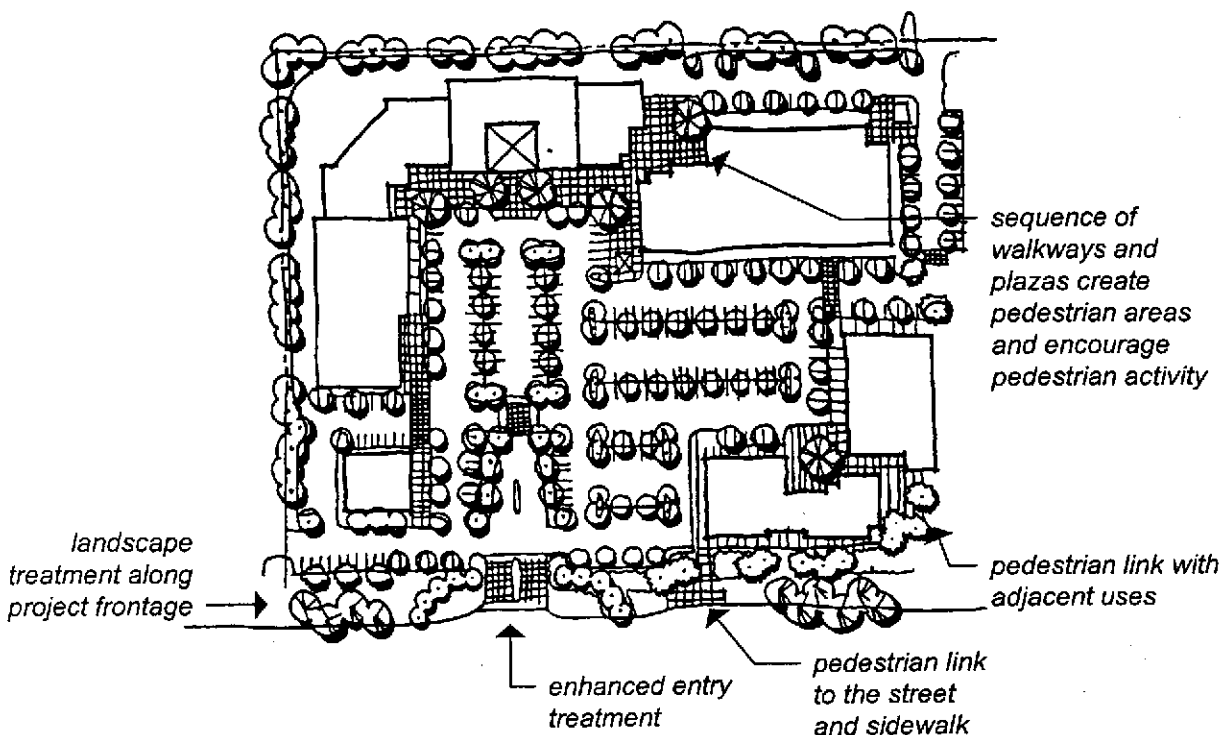 sequence of
walkways and
plazas create
pedestrian areas
and encourage
pedestrian activity
landscape
treatment along
project frontage
pedestrian link with
adjacent uses
enhanced entry
treatment
pedestrian link
to the street
and sidewalk